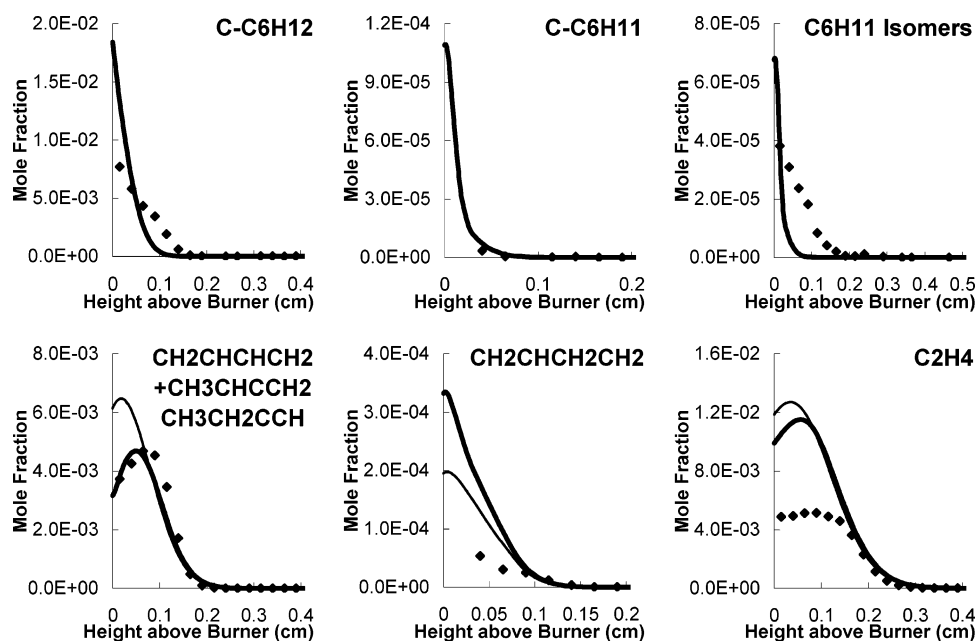 C-C6H12
2.0E-02
1.5E-02
1.0E-02
5.0E-03
0.0E+00
Mole Fraction
0 0.1 0.2 0.3 0.4
Height above Burner (cm)
C-C6H11
1.2E-04
9.0E-05
6.0E-05
3.0E-05
0.0E+00
Mole Fraction
0 0.05 0.1 0.2
Height above Burner (cm)
C6H11 Isomers
8.0E-05
6.0E-05
4.0E-05
2.0E-05
0.0E+00
Mole Fraction
0 0.1 0.2 0.3 0.4 0.5
Height above Burner (cm)
CH2CHCHCH2
+CH3CHCCH2
CH3CH2CCH
8.0E-03
6.0E-03
4.0E-03
2.0E-03
0.0E+00
Mole Fraction
0 0.1 0.2 0.3 0.4
Height above Burner (cm)
CH2CHCH2CH2
4.0E-04
3.0E-04
2.0E-04
1.0E-04
0.0E+00
Mole Fraction
0 0.05 0.1 0.15 0.2
Height above Burner (cm)
C2H4
1.6E-02
1.2E-02
8.0E-03
4.0E-03
0.0E+00
Mole Fraction
0 0.1 0.2 0.3 0.4
Height above Burner (cm)